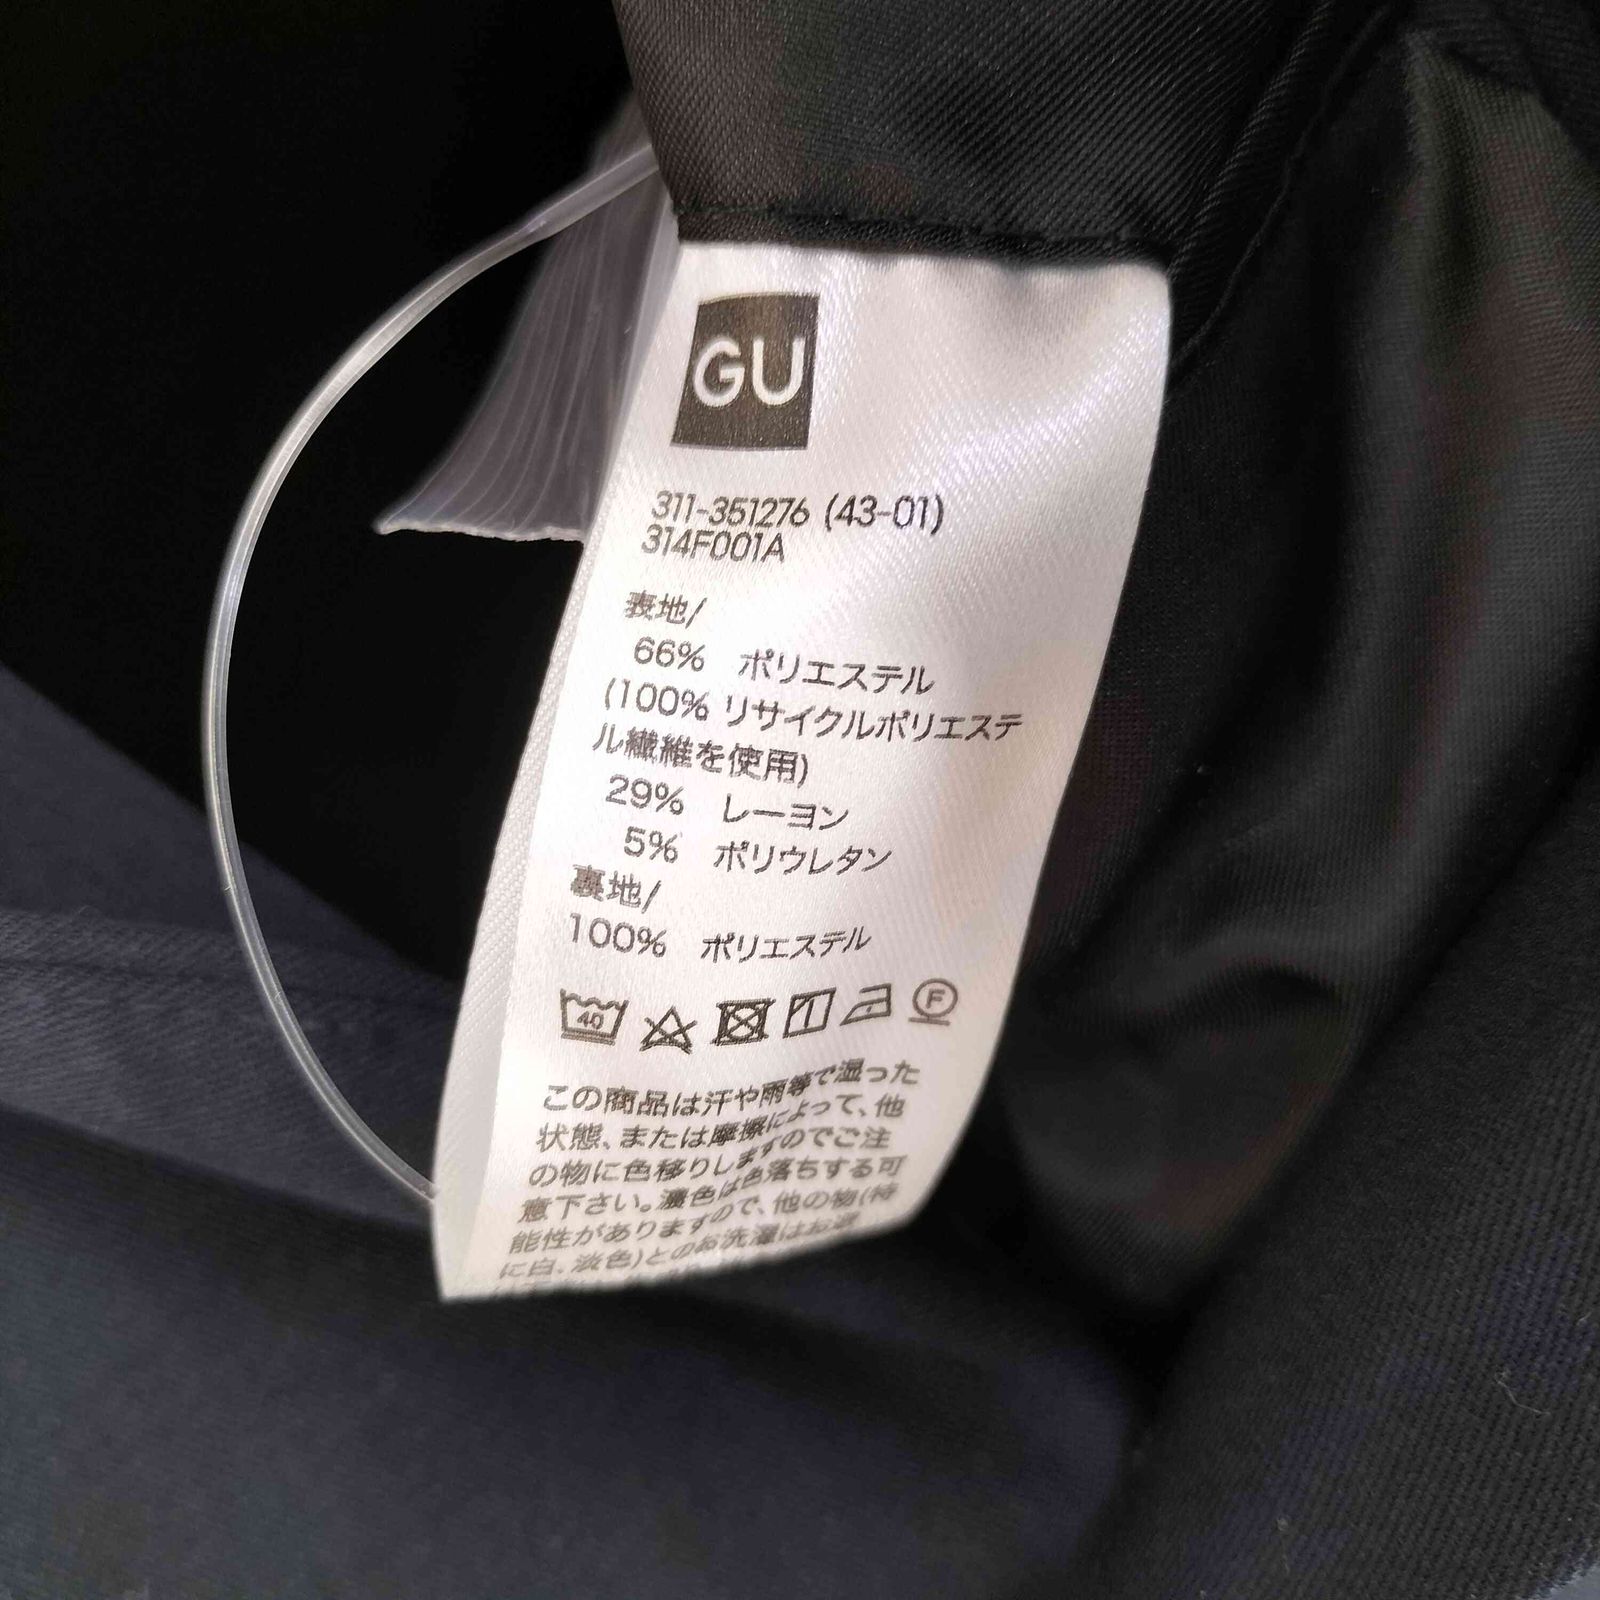 GU
311-351276 (43-01)
314F001A
表地/
66% ポリエステル
(100% リサイクルポリエステ
ル繊維を使用)
29% レーヨン
5% ポリウレタン
裏地/
100% ポリエステル
40
F
この商品は汗や雨等で湿った
状態、または摩擦によって、他
の物に色移りしますのでご注
意下さい。濃色は色落ちする可
能性がありますので、他の物(特
に白、淡色)とのお洗濯はお避